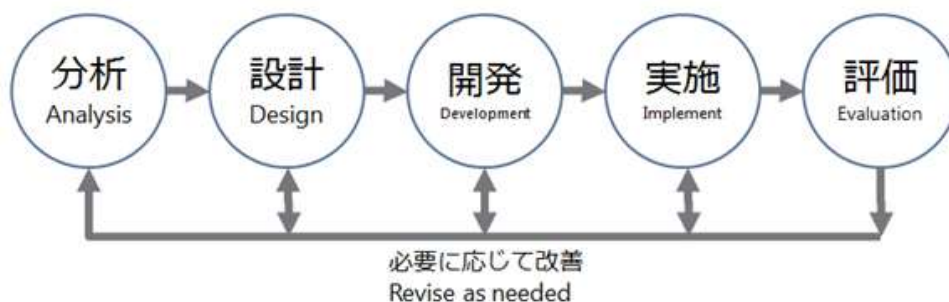 分析
Analysis
設計
Design
開発
Development
実施
Implement
評価
Evaluation
必要に応じて改善
Revise as needed